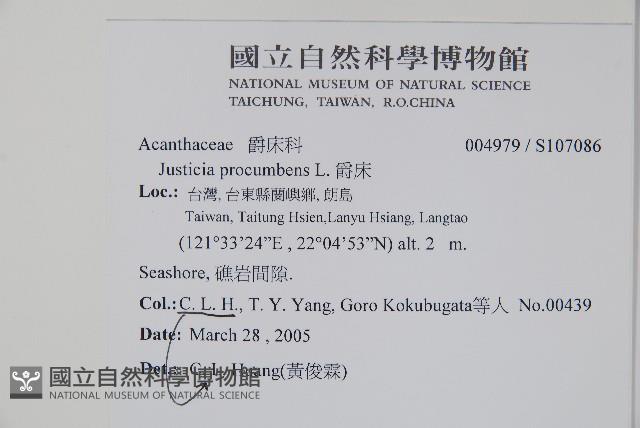 國立自然科學博物館
NATIONAL MUSEUM OF NATURAL SCIENCE
TAICHUNG, TAIWAN, R.O.CHINA
Acanthaceae 爵床科 004979 / S107086
Justicia procumbens L. 爵床
Loc.: 台灣, 台東縣蘭嶼鄉, 朗島
Taiwan, Taitung Hsien,Lanyu Hsiang, Langtao
(121°33'24”E , 22°04'53”N) alt. 2 m.
Seashore, 礁岩間隙.
Col.:C. L. H., T. Y. Yang, Goro Kokubugata等人 No.00439
Date: March 28 , 2005
Det.: C. L. Huang(黃俊霖)
國立自然科學博物館
NATIONAL MUSEUM OF NATURAL SCIENCE